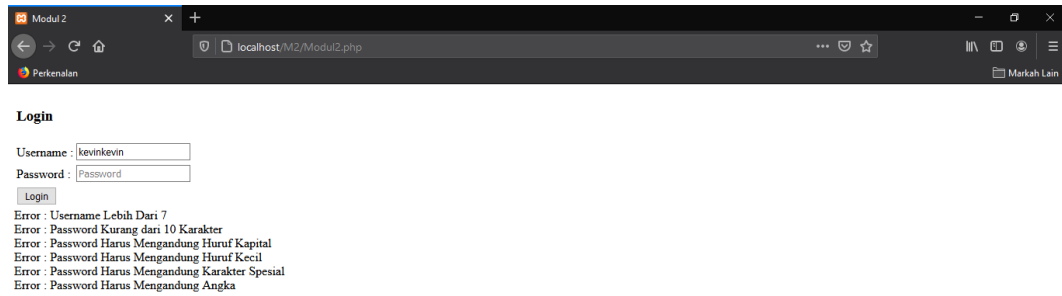 Modul 2
localhost/M2/Modul2.php
Perkenalan
Markah Lain
Login
Username : kevinkevin
Password : Password
Login
Error : Username Lebih Dari 7
Error : Password Kurang dari 10 Karakter
Error : Password Harus Mengandung Huruf Kapital
Error : Password Harus Mengandung Huruf Kecil
Error : Password Harus Mengandung Karakter Spesial
Error : Password Harus Mengandung Angka